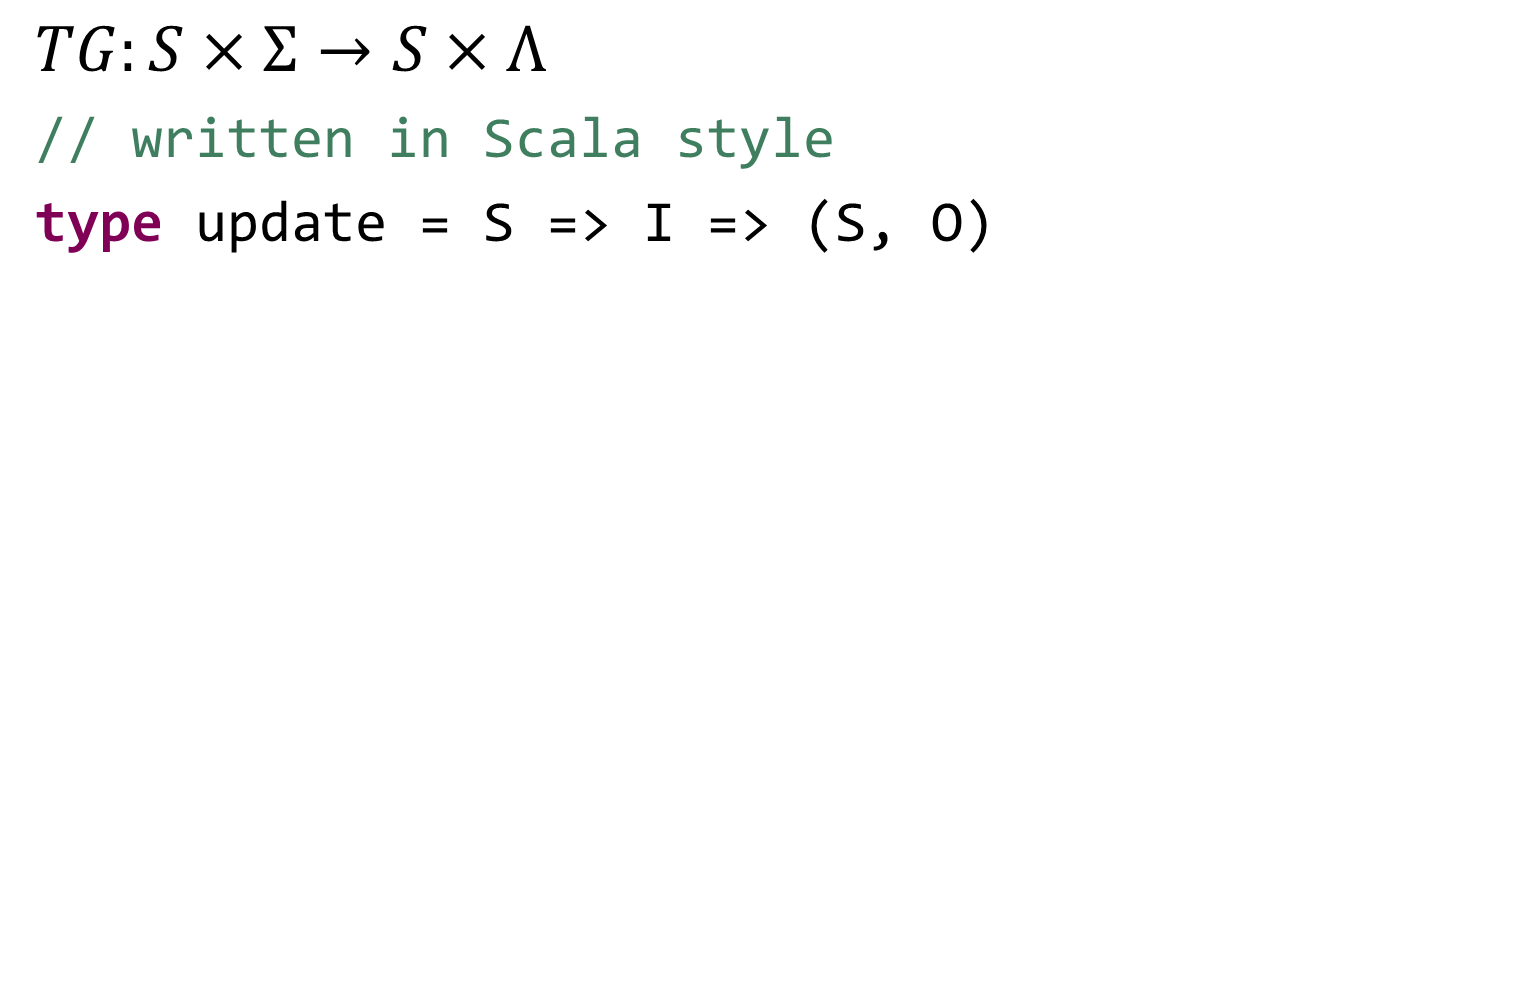 TG: S × Σ → S × Λ
// written in Scala style
type update = S => I => (S, O)